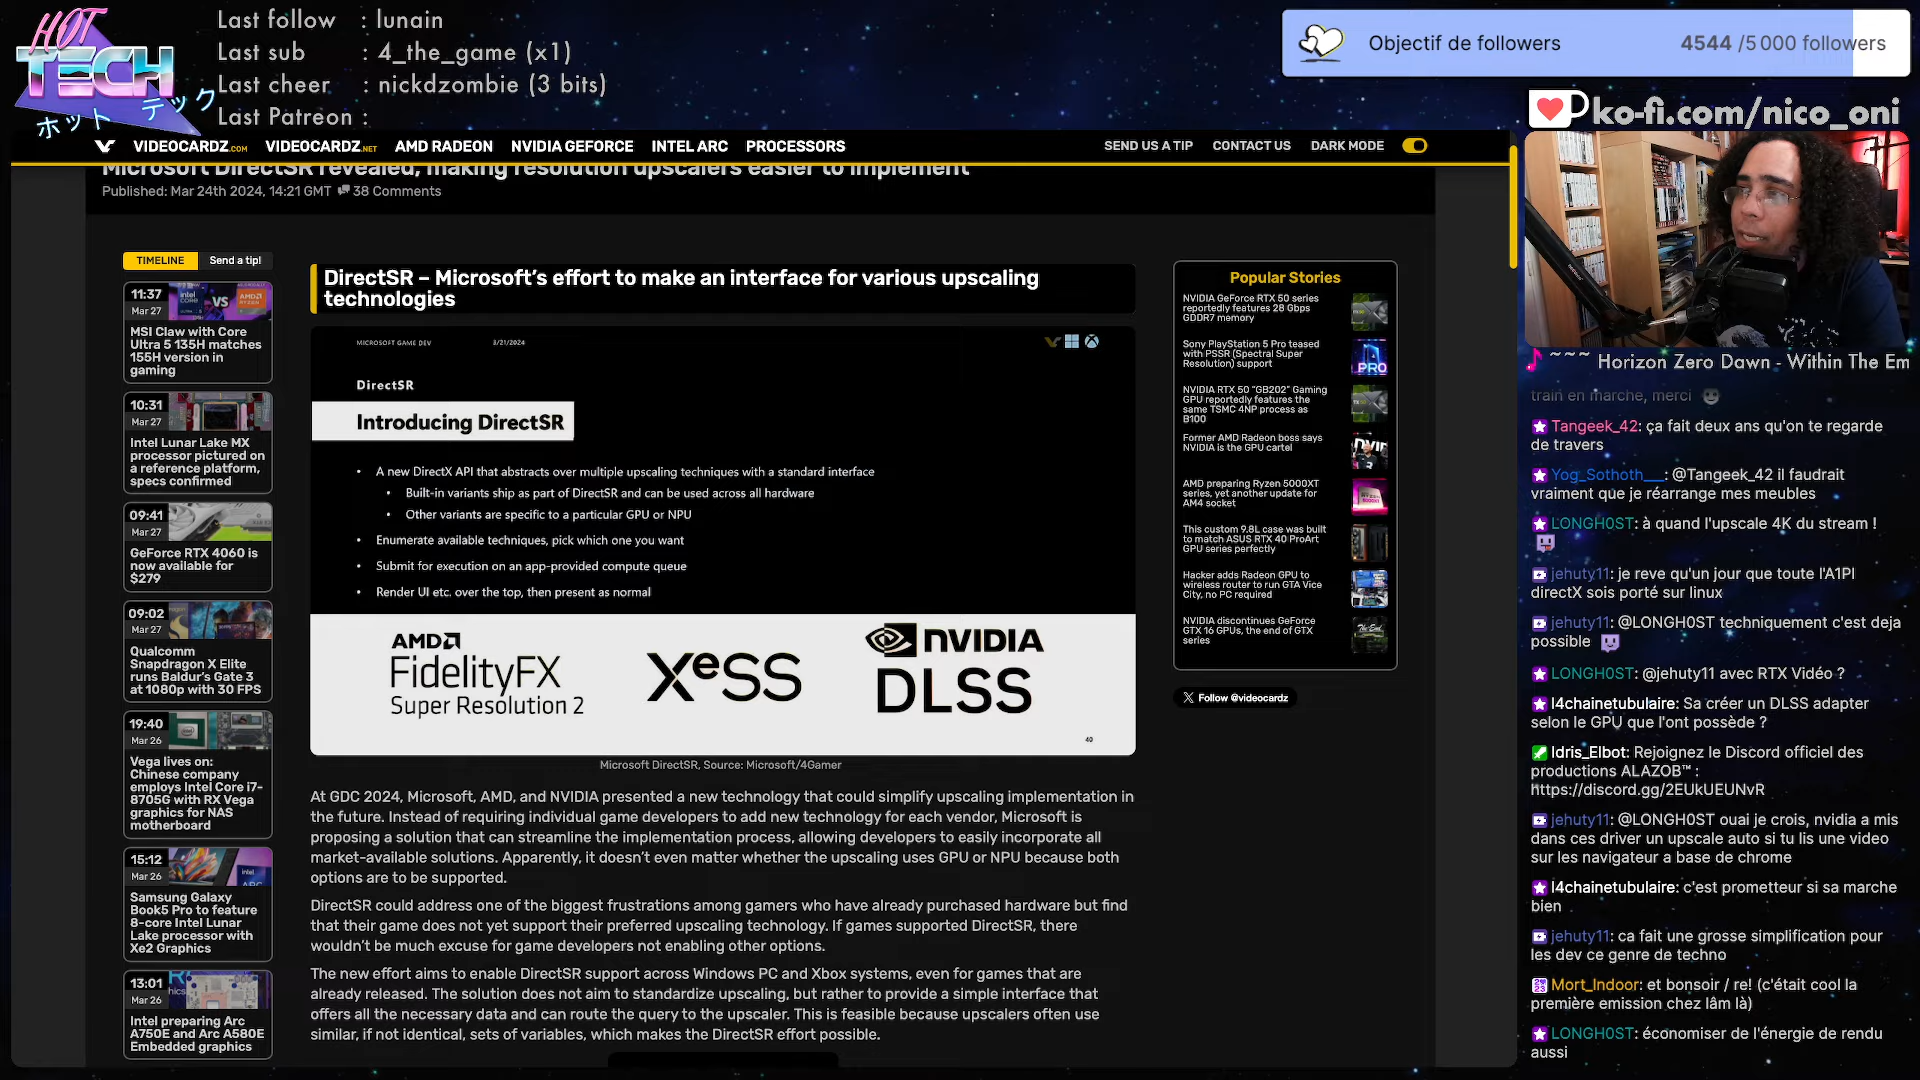 HOT
TECH
ホット テック
Last follow : lunain
Last sub : 4_the_game (x1)
Last cheer : nickdzombie (3 bits)
Last Patreon :
Objectif de followers 4544 /5 000 followers
ko-fi.com/nico_oni
VIDEOCARDZ.COM VIDEOCARDZ.NET AMD RADEON NVIDIA GEFORCE INTEL ARC PROCESSORS SEND US A TIP CONTACT US DARK MODE
Microsoft DirectSR revealed, making resolution upscalers easier to implement
Published: Mar 24th 2024, 14:21 GMT 38 Comments
TIMELINE Send a tip!
11:37
Mar 27
intel
CORE
VS
AMD
RYZEN
MSI Claw with Core
Ultra 5 135H matches
155H version in
gaming
10:31
Mar 27
Intel Lunar Lake MX
processor pictured on
a reference platform,
specs confirmed
09:41
Mar 27
GeForce RTX 4060 is
now available for
$279
09:02
Mar 27
Qualcomm
Snapdragon X Elite
runs Baldur's Gate 3
at 1080p with 30 FPS
19:40
Mar 26
Vega lives on:
Chinese company
employs Intel Core i7-
8705G with RX Vega
graphics for NAS
motherboard
15:12
Mar 26
intel
ARC
Samsung Galaxy
Book5 Pro to feature
8-core Intel Lunar
Lake processor with
Xe2 Graphics
13:01
Mar 26
Intel preparing Arc
A750E and Arc A580E
Embedded graphics
DirectSR – Microsoft's effort to make an interface for various upscaling
technologies
MICROSOFT GAME DEV 3/21/2024
DirectSR
Introducing DirectSR
• A new DirectX API that abstracts over multiple upscaling techniques with a standard interface
• Built-in variants ship as part of DirectSR and can be used across all hardware
• Other variants are specific to a particular GPU or NPU
• Enumerate available techniques, pick which one you want
• Submit for execution on an app-provided compute queue
• Render UI etc. over the top, then present as normal
AMD
FidelityFX
Super Resolution 2
XeSS
NVIDIA
DLSS
40
Microsoft DirectSR, Source: Microsoft/4Gamer
At GDC 2024, Microsoft, AMD, and NVIDIA presented a new technology that could simplify upscaling implementation in
the future. Instead of requiring individual game developers to add new technology for each vendor, Microsoft is
proposing a solution that can streamline the implementation process, allowing developers to easily incorporate all
market-available solutions. Apparently, it doesn't even matter whether the upscaling uses GPU or NPU because both
options are to be supported.
DirectSR could address one of the biggest frustrations among gamers who have already purchased hardware but find
that their game does not yet support their preferred upscaling technology. If games supported DirectSR, there
wouldn't be much excuse for game developers not enabling other options.
The new effort aims to enable DirectSR support across Windows PC and Xbox systems, even for games that are
already released. The solution does not aim to standardize upscaling, but rather to provide a simple interface that
offers all the necessary data and can route the query to the upscaler. This is feasible because upscalers often use
similar, if not identical, sets of variables, which makes the DirectSR effort possible.
Popular Stories
NVIDIA GeForce RTX 50 series
reportedly features 28 Gbps
GDDR7 memory
Sony PlayStation 5 Pro teased
with PSSR (Spectral Super
Resolution) support
PRO
NVIDIA RTX 50 "GB202" Gaming
GPU reportedly features the
same TSMC 4NP process as
B100
Former AMD Radeon boss says
NVIDIA is the GPU cartel
AMD preparing Ryzen 5000XT
series, yet another update for
AM4 socket
This custom 9.8L case was built
to match ASUS RTX 40 ProArt
GPU series perfectly
Hacker adds Radeon GPU to
wireless router to run GTA Vice
City, no PC required
NVIDIA discontinues GeForce
GTX 16 GPUs, the end of GTX
series
The End
X Follow @videocardz
~~~ Horizon Zero Dawn - Within The Em
train en marche, merci
Tangeek_42: ça fait deux ans qu'on te regarde
de travers
Yog_Sothoth__: @Tangeek_42 il faudrait
vraiment que je réarrange mes meubles
LONGH0ST: à quand l'upscale 4K du stream !
jehuty11: je reve qu'un jour que toute l'A1PI
directX sois porté sur linux
jehuty11: @LONGH0ST techniquement c'est deja
possible
LONGH0ST: @jehuty11 avec RTX Vidéo ?
l4chainetubulaire: Sa créer un DLSS adapter
selon le GPU que l'ont possède ?
Idris_Elbot: Rejoignez le Discord officiel des
productions ALAZOB™ :
https://discord.gg/2EUkUEUNvR
jehuty11: @LONGH0ST ouai je crois, nvidia a mis
dans ces driver un upscale auto si tu lis une video
sur les navigateur a base de chrome
l4chainetubulaire: c'est prometteur si sa marche
bien
jehuty11: ca fait une grosse simplification pour
les dev ce genre de techno
Mort_Indoor: et bonsoir / re! (c'était cool la
première emission chez lâm là)
LONGH0ST: économiser de l'énergie de rendu
aussi